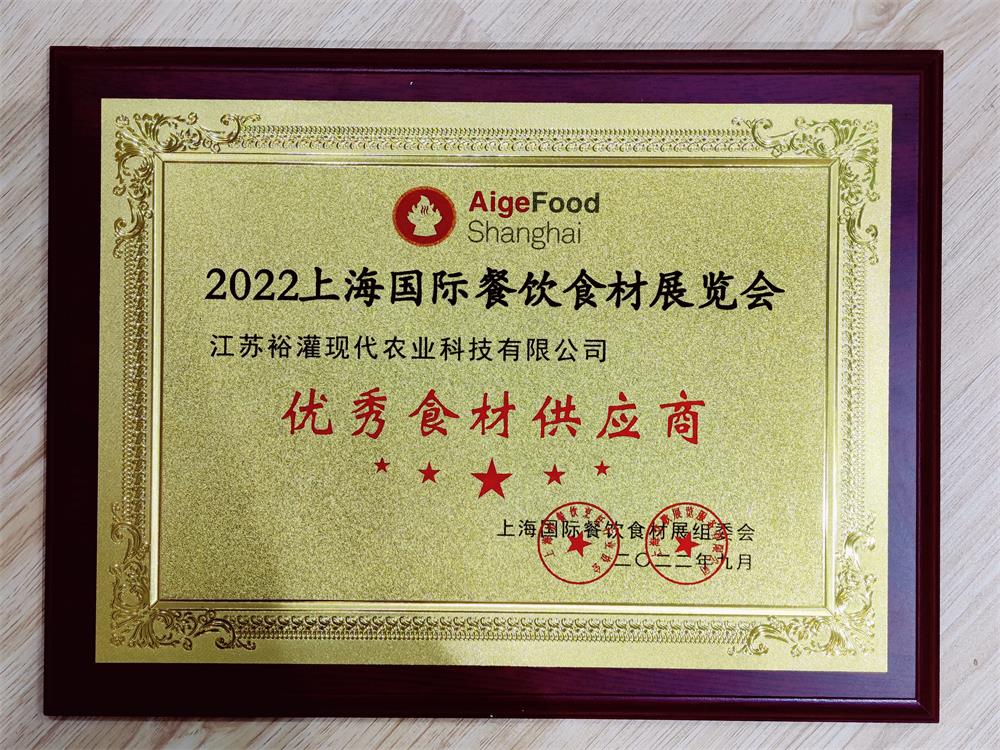 AigeFood
Shanghai
2022上海国际餐饮食材展览会
江苏裕灌现代农业科技有限公司
优秀食材供应商
上海国际餐饮食材展组委会
二〇二二年九月